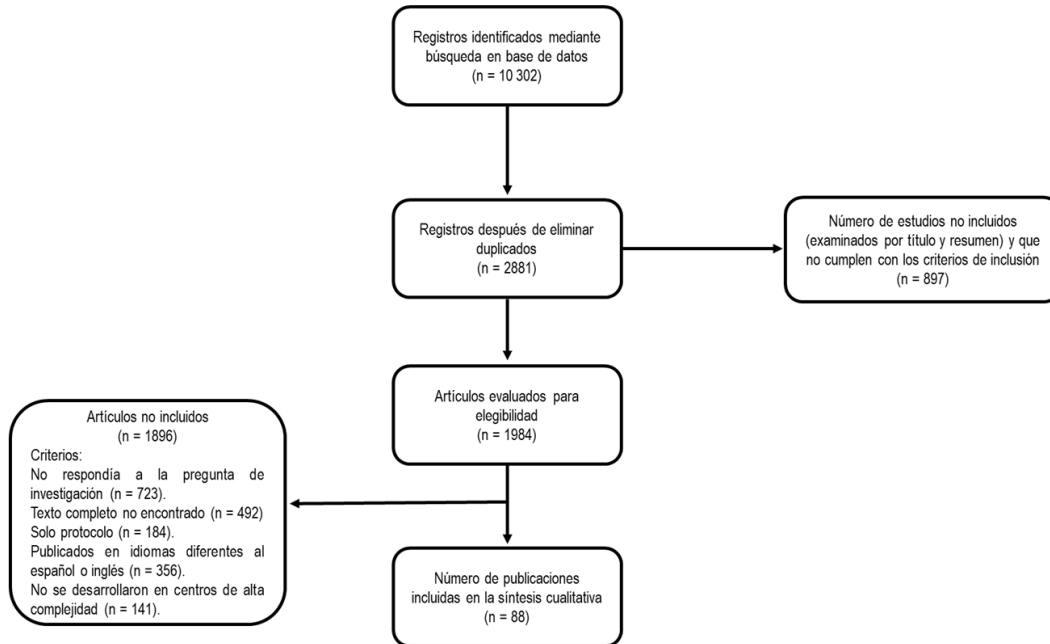 Registros identificados mediante
búsqueda en base de datos
(n = 10 302)
Registros después de eliminar
duplicados
(n = 2881)
Número de estudios no incluidos
(examinados por título y resumen) y que
no cumplen con los criterios de inclusión
(n = 897)
Artículos evaluados para
elegibilidad
(n = 1984)
Artículos no incluidos
(n = 1896)
Criterios:
No respondía a la pregunta de
investigación (n = 723).
Texto completo no encontrado (n = 492)
Solo protocolo (n = 184).
Publicados en idiomas diferentes al
español o inglés (n = 356).
No se desarrollaron en centros de alta
complejidad (n = 141).
Número de publicaciones
incluidas en la síntesis cualitativa
(n = 88)